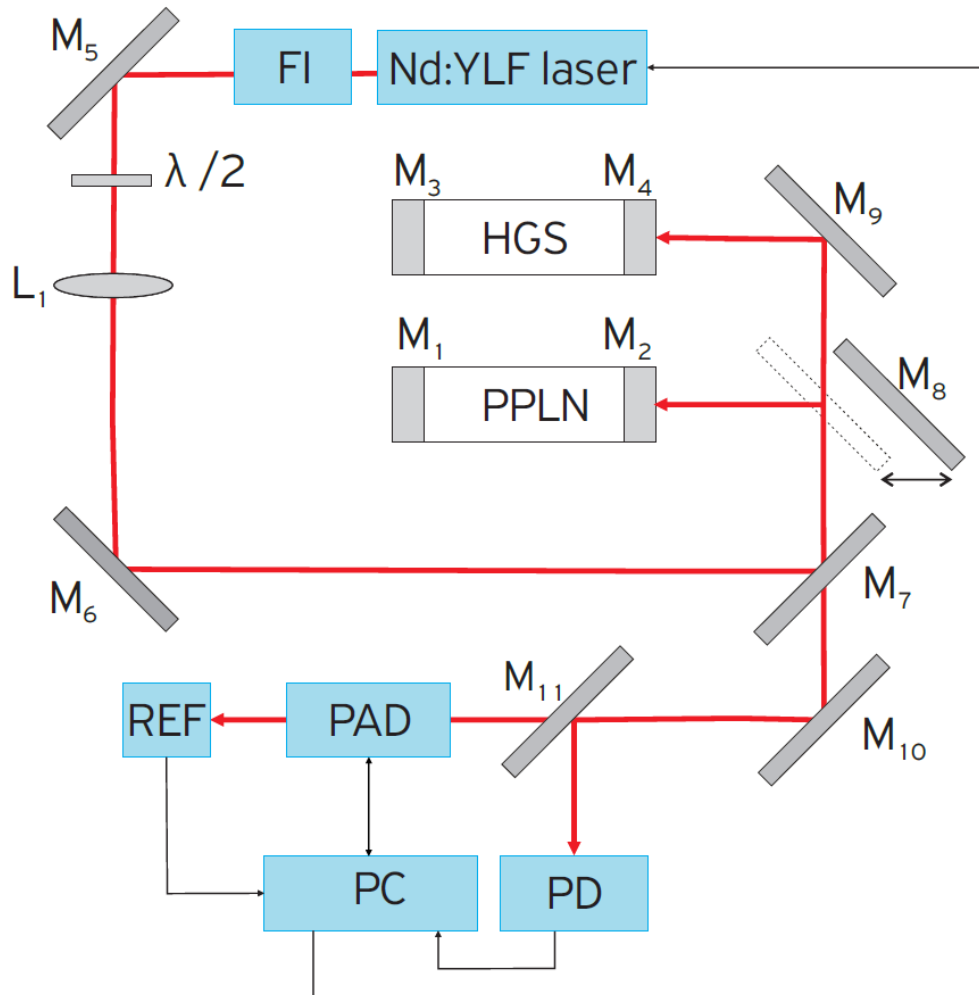 M₅
FI
Nd:YLF laser
λ /2
M₃
M₄
M₉
HGS
L₁
M₁
M₂
M₈
PPLN
M₆
M₇
M₁₁
REF
PAD
M₁₀
PC
PD